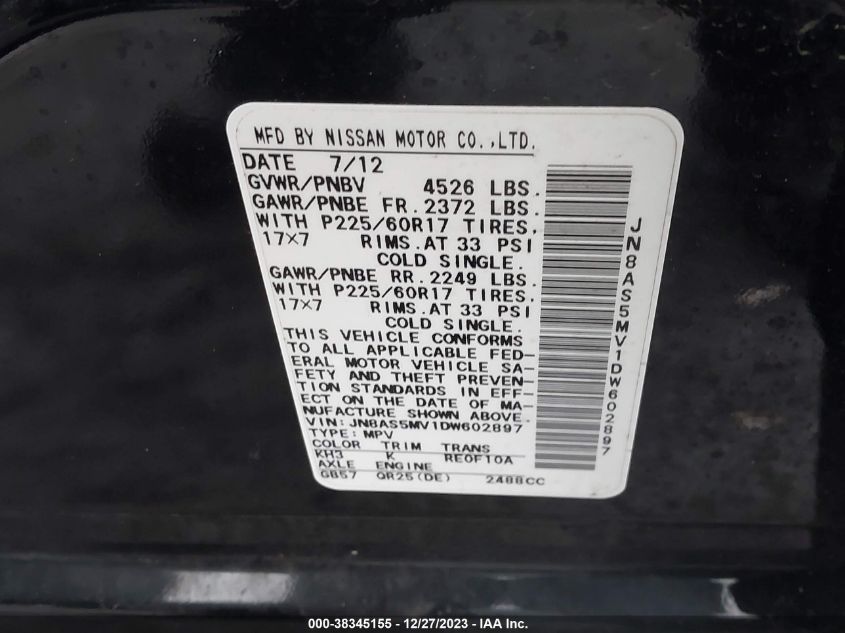 MFD BY NISSAN MOTOR CO.,LTD.
DATE 7/12
GVWR/PNBV 4526 LBS.
GAWR/PNBE FR.2372 LBS.
WITH P225/60R17 TIRES,
17×7 RIMS.AT 33 PSI
COLD SINGLE.
GAWR/PNBE RR.2249 LBS.
WITH P225/60R17 TIRES,
17×7 RIMS.AT 33 PSI
COLD SINGLE.
THIS VEHICLE CONFORMS
TO ALL APPLICABLE FED-
ERAL MOTOR VEHICLE SA-
FETY AND THEFT PREVEN-
TION STANDARDS IN EFF-
ECT ON THE DATE OF MA-
NUFACTURE SHOWN ABOVE.
VIN: JN8AS5MV1DW602897
TYPE: MPV
COLOR TRIM TRANS
KH3 K RE0F10A
AXLE ENGINE
GB57 QR25(DE) 2488CC
JN8AS5MV1DW602897
000-38345155 - 12/27/2023 - IAA Inc.